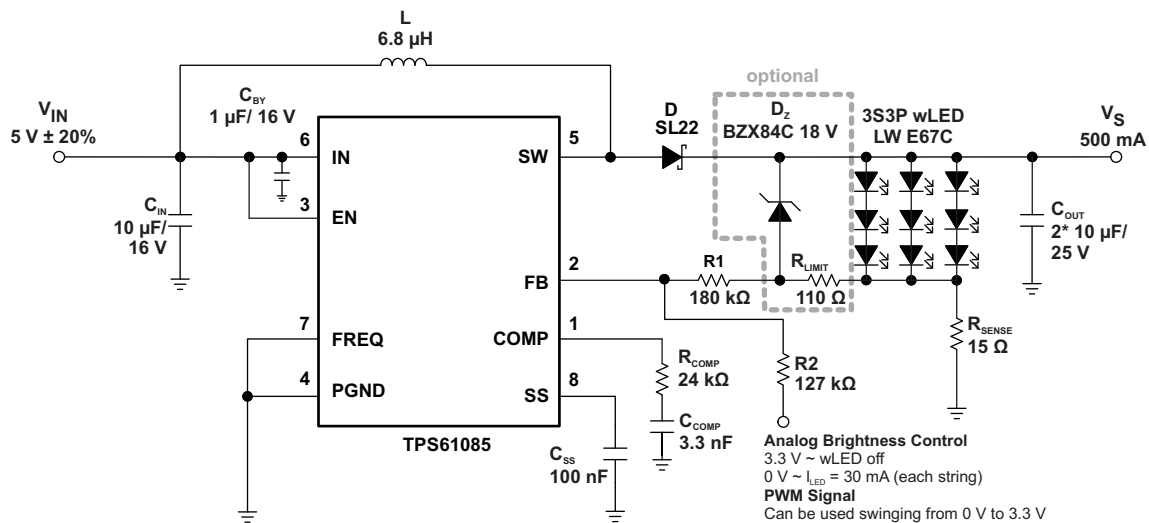 L
6.8 µH
optional
V_IN
5 V ± 20%
C_BY
1 µF/ 16 V
D
SL22
D_Z
BZX84C 18 V
3S3P wLED
LW E67C
V_S
500 mA
6
IN
5
SW
3
EN
C_IN
10 µF/
16 V
C_OUT
2* 10 µF/
25 V
2
FB
R1
180 kΩ
R_LIMIT
110 Ω
7
FREQ
1
COMP
R_SENSE
15 Ω
R_COMP
24 kΩ
R2
127 kΩ
4
PGND
8
SS
C_COMP
3.3 nF
TPS61085
C_SS
100 nF
Analog Brightness Control
3.3 V ~ wLED off
0 V ~ I_LED = 30 mA (each string)
PWM Signal
Can be used swinging from 0 V to 3.3 V